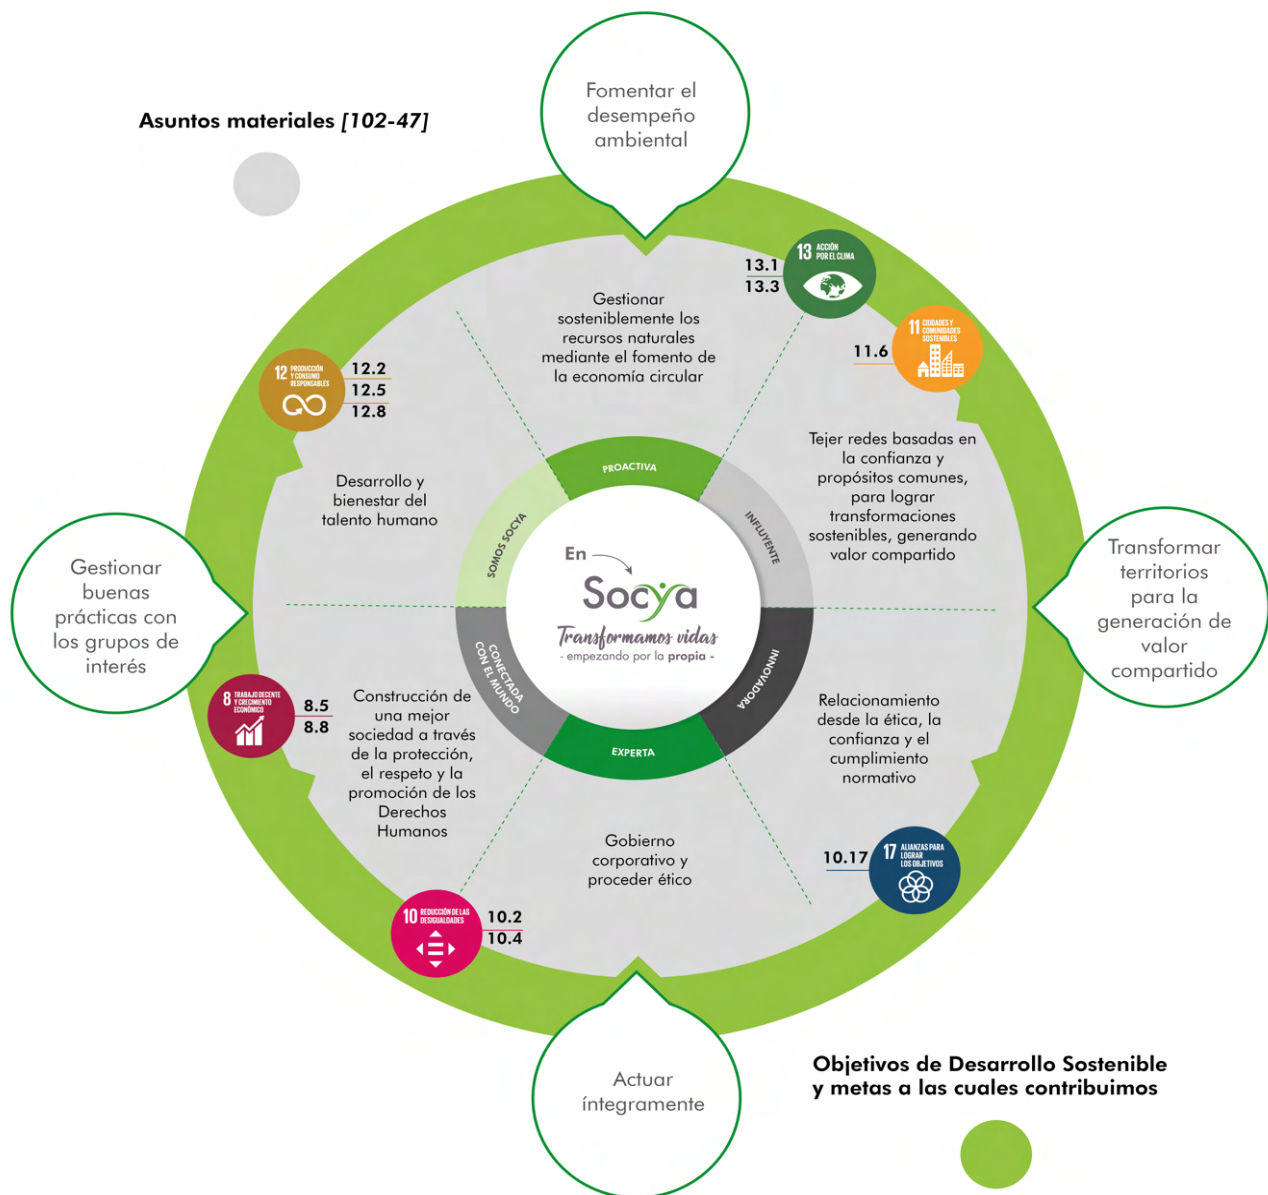 Fomentar el
desempeño
ambiental
Asuntos materiales [102-47]
13 ACCIÓN
POR EL CLIMA
13.1
13.3
Gestionar
sosteniblemente los
recursos naturales
mediante el fomento de
la economía circular
11 CIUDADES Y
COMUNIDADES
SOSTENIBLES
11.6
12 PRODUCCIÓN
Y CONSUMO
RESPONSABLES
12.2
12.5
12.8
Tejer redes basadas en
la confianza y
propósitos comunes,
para lograr
transformaciones
sostenibles, generando
valor compartido
Desarrollo y
bienestar del
talento humano
PROACTIVA
INFLUYENTE
SOMOS SOCYA
En
Socya
Transformamos vidas
- empezando por la propia -
CONECTADA
CON EL MUNDO
INNOVADORA
EXPERTA
Gestionar
buenas
prácticas con
los grupos de
interés
Transformar
territorios
para la
generación de
valor
compartido
8 TRABAJO DECENTE
Y CRECIMIENTO
ECONÓMICO
8.5
8.8
Construcción de
una mejor
sociedad a través
de la protección,
el respeto y la
promoción de los
Derechos
Humanos
Relacionamiento
desde la ética, la
confianza y el
cumplimiento
normativo
Gobierno
corporativo y
proceder ético
10.17
17 ALIANZAS PARA
LOGRAR
LOS OBJETIVOS
10 REDUCCIÓN DE LAS
DESIGUALDADES
10.2
10.4
Actuar
íntegramente
Objetivos de Desarrollo Sostenible
y metas a las cuales contribuimos